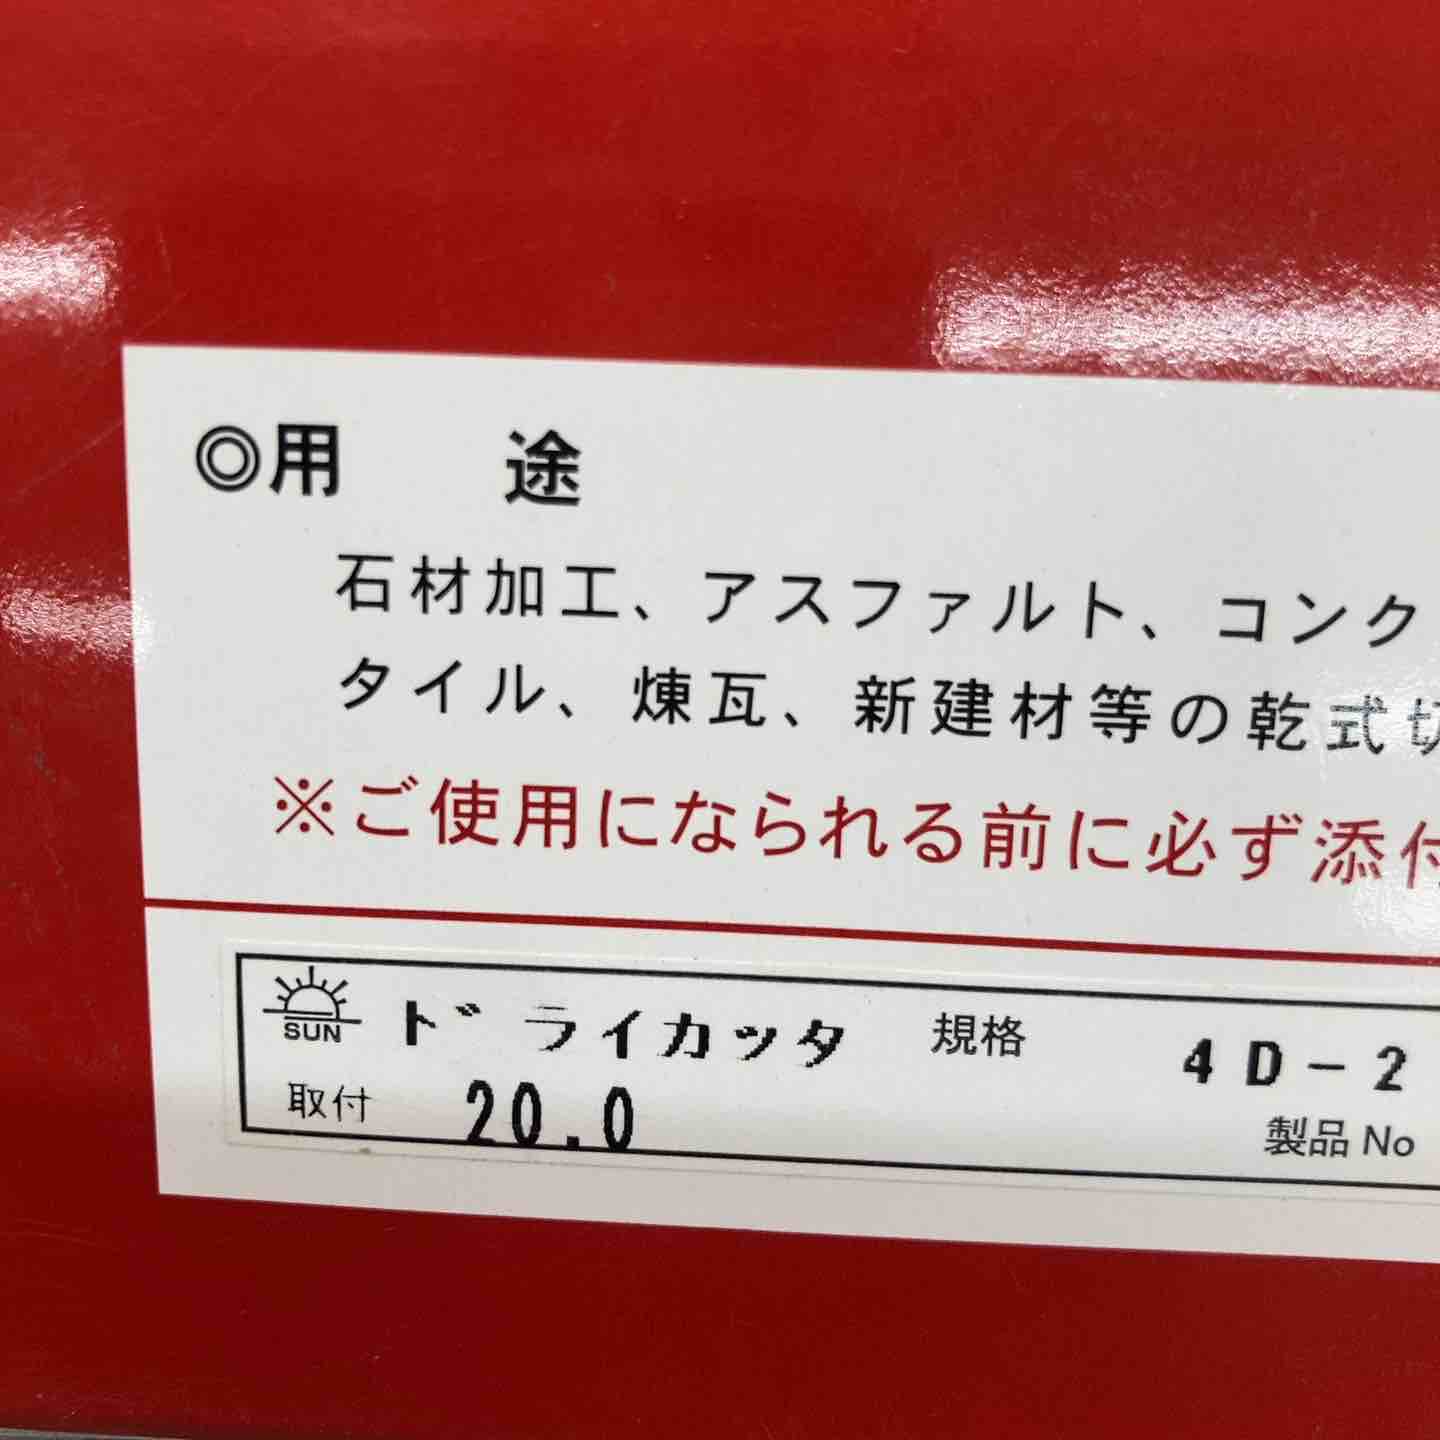 ◎用　途
石材加工、アスファルト、コンク
タイル、煉瓦、新建材等の乾式切
※ご使用になられる前に必ず添付
SUN ドライカッタ 規格 4D-2
取付 20.0 製品No